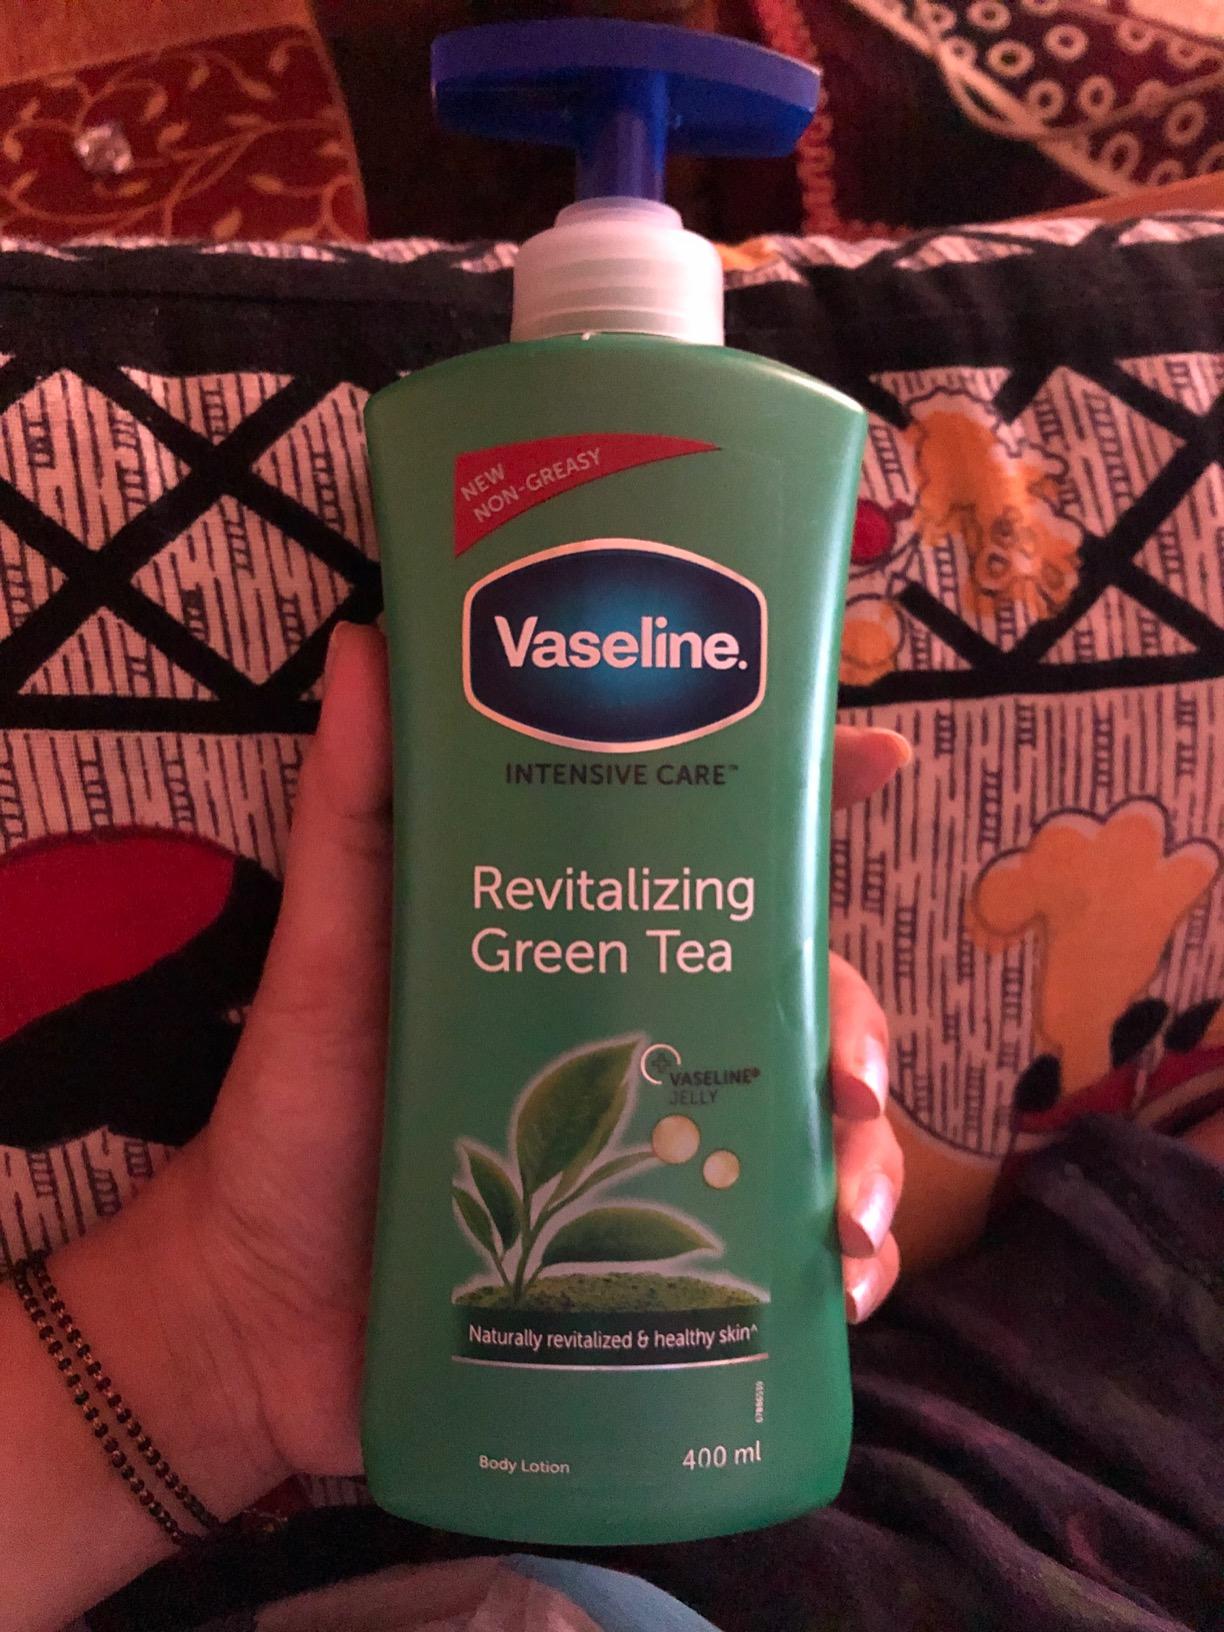 NEW
NON-GREASY
Vaseline.
INTENSIVE CARE™
Revitalizing
Green Tea
VASELINE®
JELLY
Naturally revitalized & healthy skin^
Body Lotion
400 ml